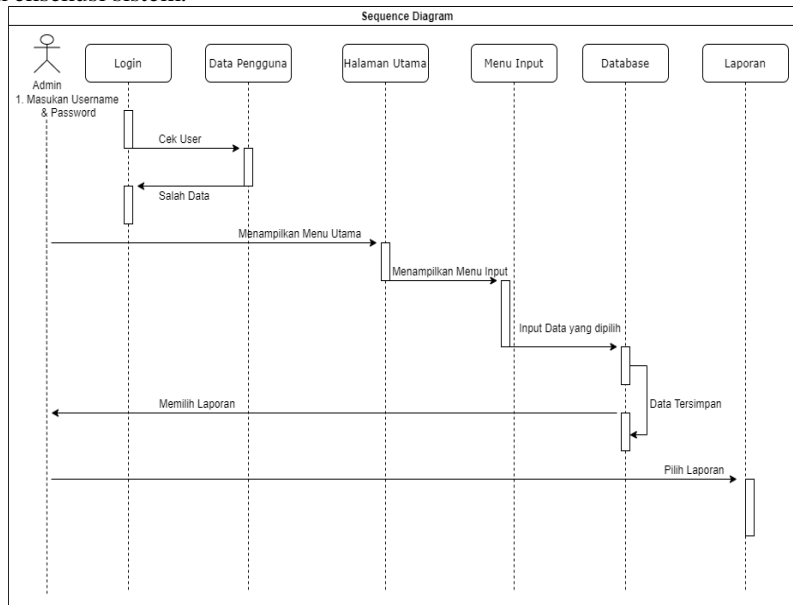 Sequence Diagram
Login
Data Pengguna
Halaman Utama
Menu Input
Database
Laporan
Admin
1. Masukan Username
& Password
Cek User
Salah Data
Menampilkan Menu Utama
Menampilkan Menu Input
Input Data yang dipilih
Data Tersimpan
Memilih Laporan
Pilih Laporan